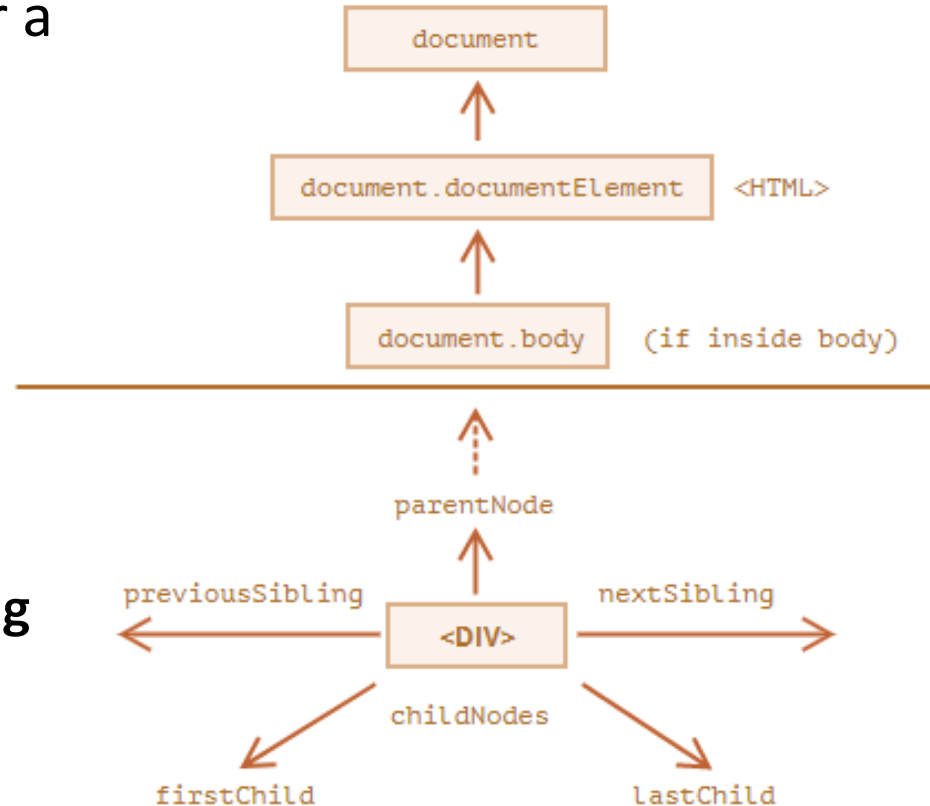 r a
document
document.documentElement <HTML>
document.body (if inside body)
parentNode
previousSibling nextSibling
g
<DIV>
childNodes
firstChild lastChild